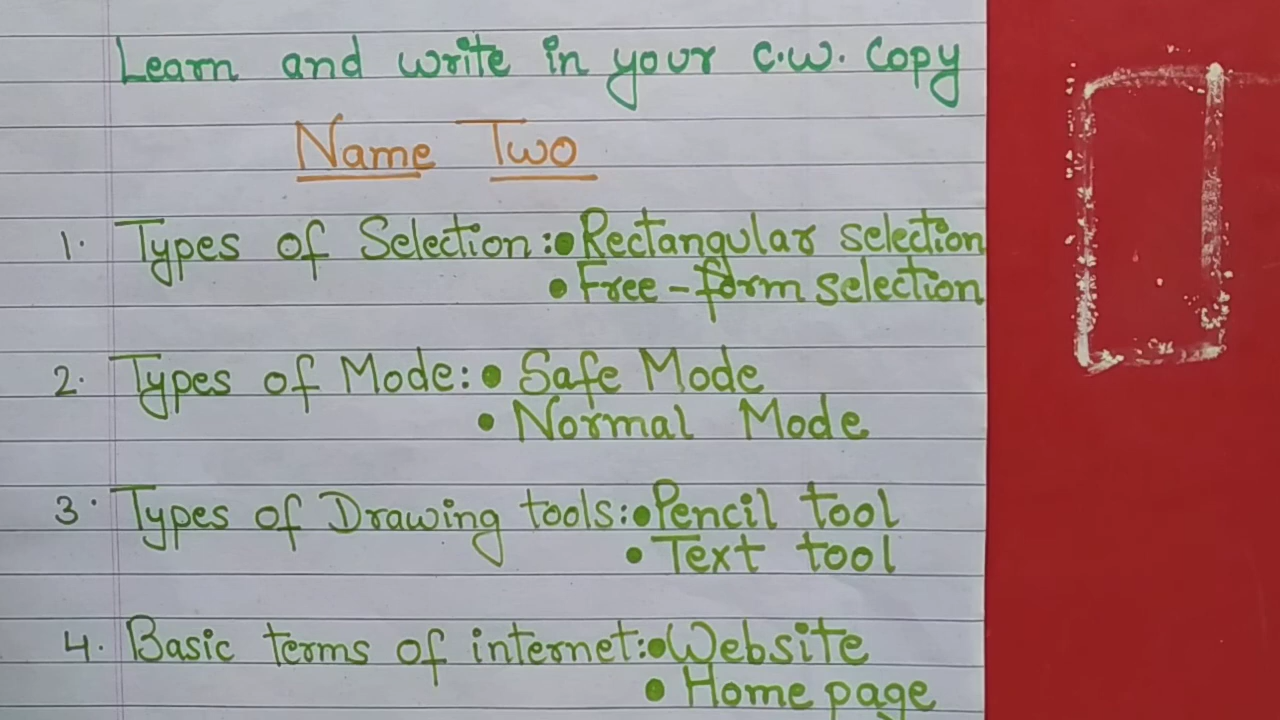 Learn and write in your c.w. copy
Name Two
1. Types of Selection: • Rectangular selection
• Free-form selection
2. Types of Mode: • Safe Mode
• Normal Mode
3. Types of Drawing tools: • Pencil tool
• Text tool
4. Basic terms of internet: • Website
• Home page